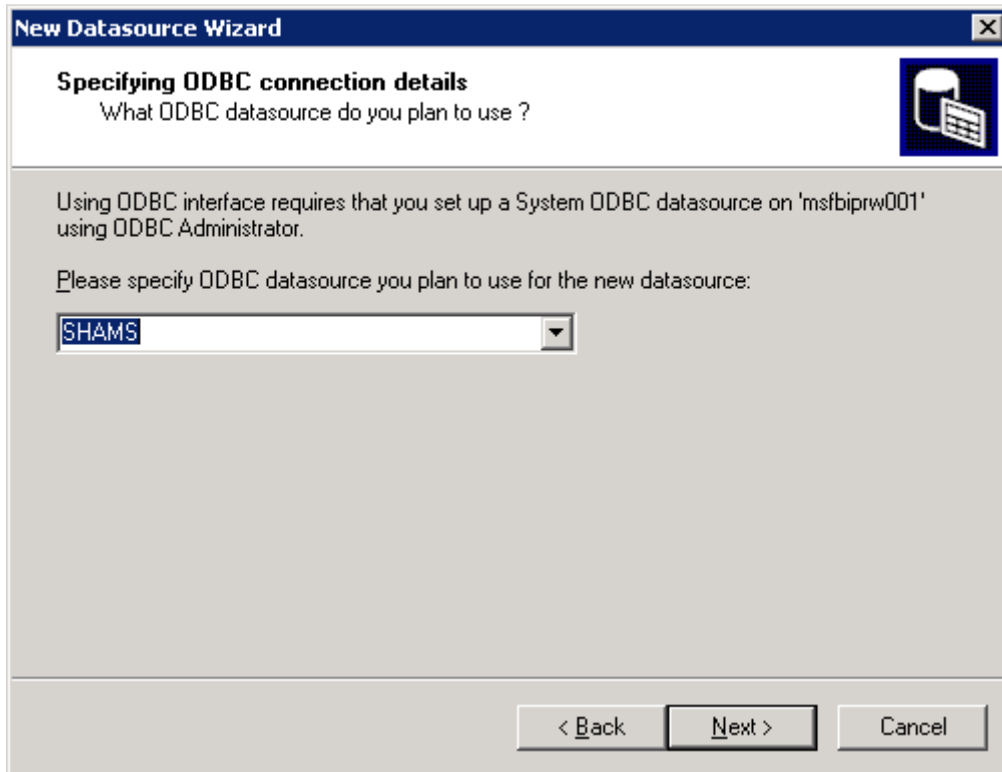 New Datasource Wizard
Specifying ODBC connection details
What ODBC datasource do you plan to use ?
Using ODBC interface requires that you set up a System ODBC datasource on 'msfbiprw001'
using ODBC Administrator.
Please specify ODBC datasource you plan to use for the new datasource:
SHAMS
< Back
Next >
Cancel